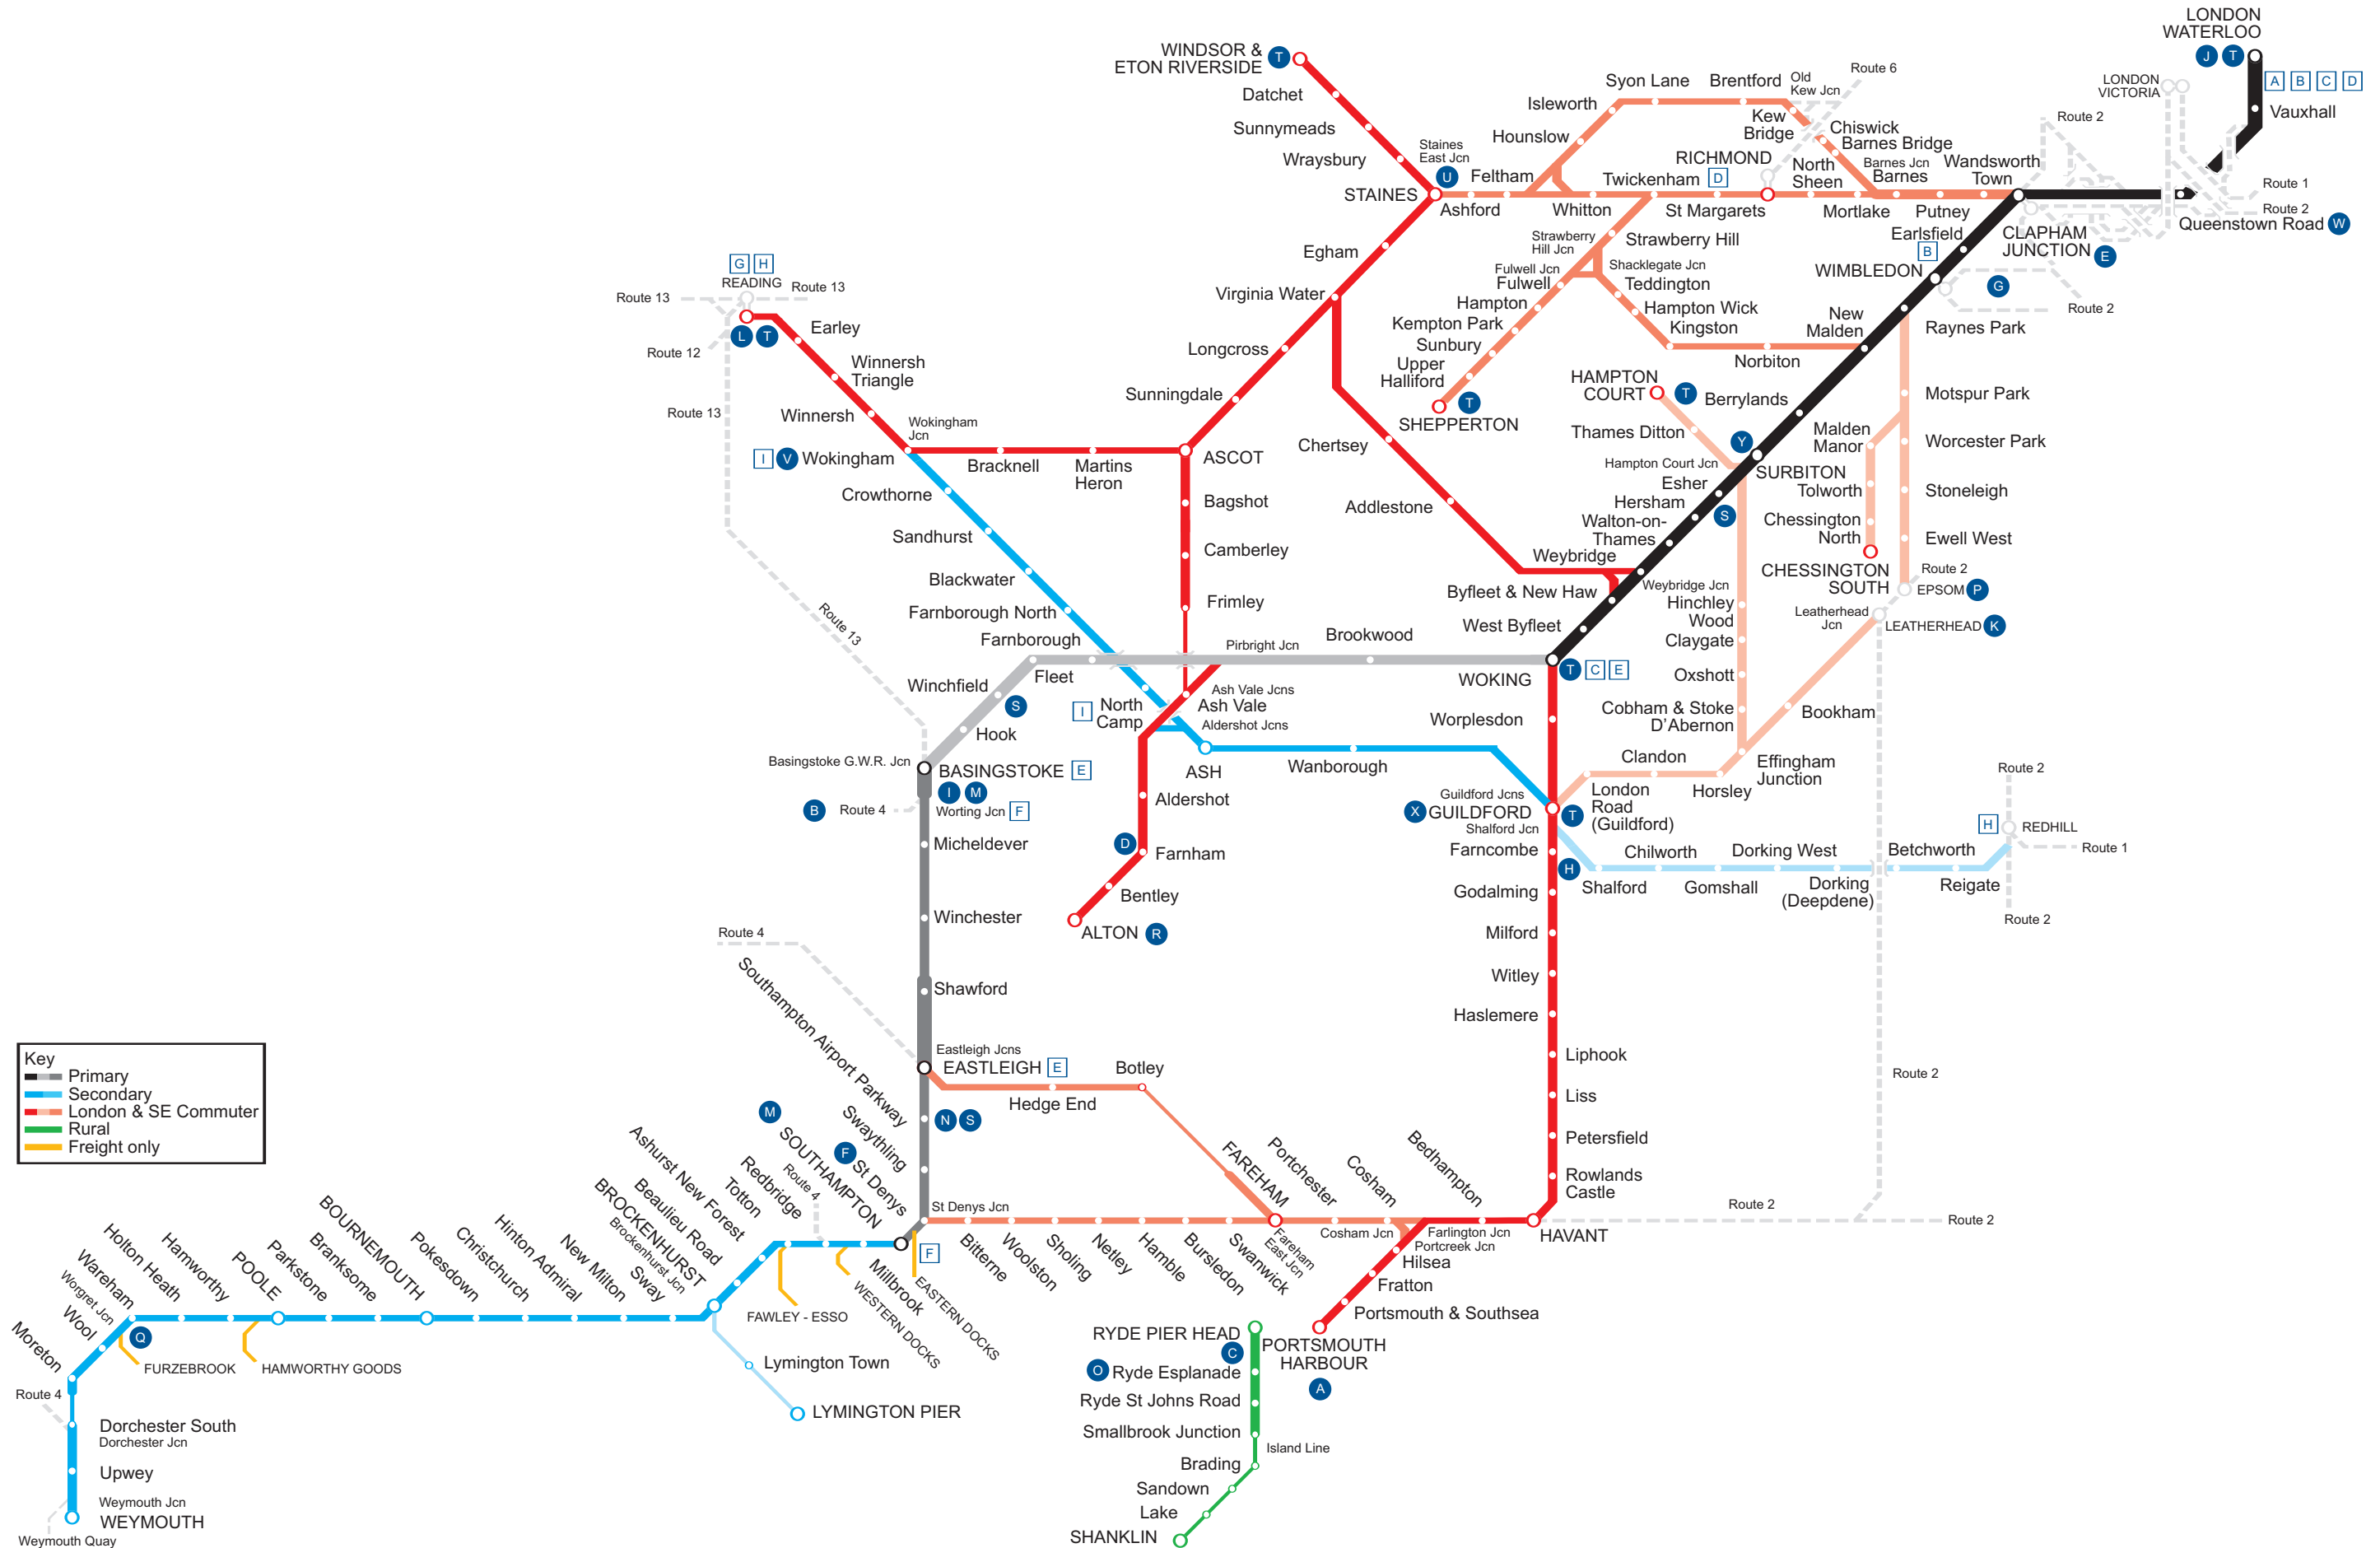 LONDON
WATERLOO
J T
A B C D
Vauxhall
LONDON
VICTORIA
Route 2
Route 1
Route 2
Queenstown Road W
CLAPHAM
JUNCTION E
WINDSOR &
ETON RIVERSIDE T
Datchet
Sunnymeads
Wraysbury
Staines
East Jcn
U
STAINES
Ashford
Feltham
Hounslow
Isleworth
Syon Lane
Brentford
Old
Kew Jcn
Route 6
Kew
Bridge
Chiswick
Barnes Bridge
RICHMOND
North
Sheen
Barnes Jcn
Barnes
Wandsworth
Town
Twickenham D
Whitton
St Margarets
Mortlake
Putney
Earlsfield
B
WIMBLEDON
G
Route 2
Strawberry
Hill Jcn
Strawberry Hill
Fulwell Jcn
Fulwell
Shacklegate Jcn
Teddington
Hampton
Hampton Wick
Kempton Park
Kingston
Sunbury
Norbiton
Upper
Halliford
T
SHEPPERTON
New
Malden
Raynes Park
Motspur Park
Malden
Manor
Worcester Park
Tolworth
Stoneleigh
Chessington
North
Ewell West
CHESSINGTON
SOUTH
Route 2
EPSOM P
Leatherhead
Jcn
LEATHERHEAD K
HAMPTON
COURT
T
Berrylands
Thames Ditton
Y
Hampton Court Jcn
SURBITON
Esher
Hersham
S
Walton-on-
Thames
Weybridge
Weybridge Jcn
Byfleet & New Haw
West Byfleet
Hinchley
Wood
Claygate
Oxshott
Cobham & Stoke
D'Abernon
Bookham
Effingham
Junction
Horsley
Clandon
London
Road
(Guildford)
Egham
Virginia Water
Longcross
Sunningdale
Chertsey
Addlestone
ASCOT
Bagshot
Camberley
Frimley
G H
READING
Route 13
Route 13
L T
Route 12
Route 13
Earley
Winnersh
Triangle
Winnersh
Wokingham
Jcn
I V Wokingham
Bracknell
Martins
Heron
Crowthorne
Sandhurst
Blackwater
Farnborough North
Farnborough
Route 13
Pirbright Jcn
Brookwood
WOKING
T C E
Winchfield
Fleet
S
Hook
I North
Camp
Ash Vale Jcns
Ash Vale
Aldershot Jcns
ASH
Wanborough
Worplesdon
Basingstoke G.W.R. Jcn
BASINGSTOKE E
I M
B Route 4
Worting Jcn F
Aldershot
D
Farnham
Bentley
ALTON R
Guildford Jcns
X GUILDFORD T
Shalford Jcn
H
Shalford
Chilworth
Gomshall
Dorking West
Dorking
(Deepdene)
Betchworth
Reigate
Route 2
H REDHILL
Route 1
Route 2
Route 2
Farncombe
Godalming
Milford
Witley
Haslemere
Liphook
Liss
Petersfield
Rowlands
Castle
HAVANT
Route 2
Route 2
Micheldever
Winchester
Route 4
Shawford
Eastleigh Jcns
EASTLEIGH E
Hedge End
Botley
Southampton Airport Parkway
N S
Swaythling
F St Denys
St Denys Jcn
M SOUTHAMPTON
F
Bitterne
Woolston
Sholing
Netley
Hamble
Bursledon
Swanwick
FAREHAM
Fareham
East Jcn
Portchester
Cosham
Cosham Jcn
Bedhampton
Farlington Jcn
Portcreek Jcn
Hilsea
Fratton
Portsmouth & Southsea
PORTSMOUTH
HARBOUR
A
Route 4
Millbrook
Redbridge
Totton
Ashurst New Forest
Beaulieu Road
BROCKENHURST
Brockenhurst Jcn
Sway
New Milton
Hinton Admiral
Christchurch
Pokesdown
BOURNEMOUTH
Branksome
Parkstone
POOLE
Hamworthy
Holton Heath
Wareham
Worgret Jcn
Wool
Moreton
Q
FURZEBROOK
HAMWORTHY GOODS
FAWLEY - ESSO
WESTERN DOCKS
EASTERN DOCKS
Lymington Town
LYMINGTON PIER
Route 4
Dorchester South
Dorchester Jcn
Upwey
Weymouth Jcn
WEYMOUTH
Weymouth Quay
RYDE PIER HEAD
C
O Ryde Esplanade
Ryde St Johns Road
Smallbrook Junction
Island Line
Brading
Sandown
Lake
SHANKLIN
Key
Primary
Secondary
London & SE Commuter
Rural
Freight only